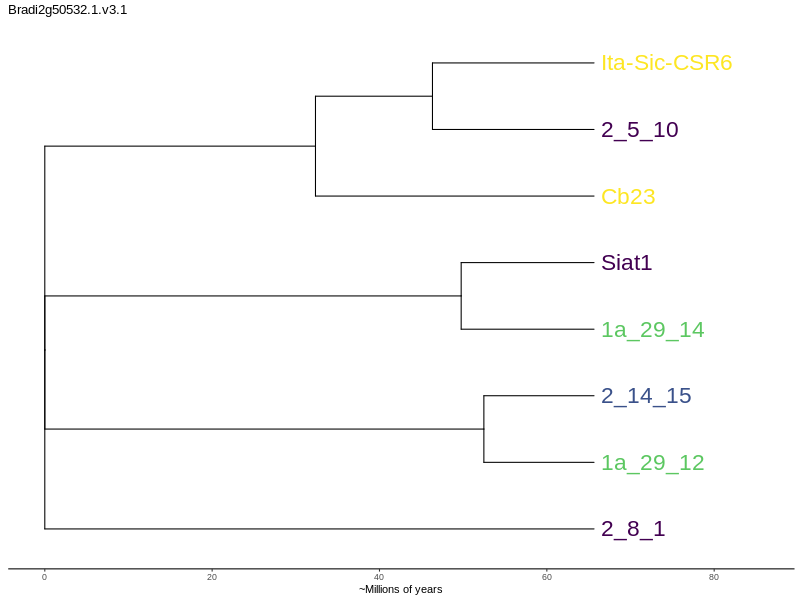 Bradi2g50532.1.v3.1
Ita-Sic-CSR6
2_5_10
Cb23
Siat1
1a_29_14
2_14_15
1a_29_12
2_8_1
0 20 40 60 80
~Millions of years